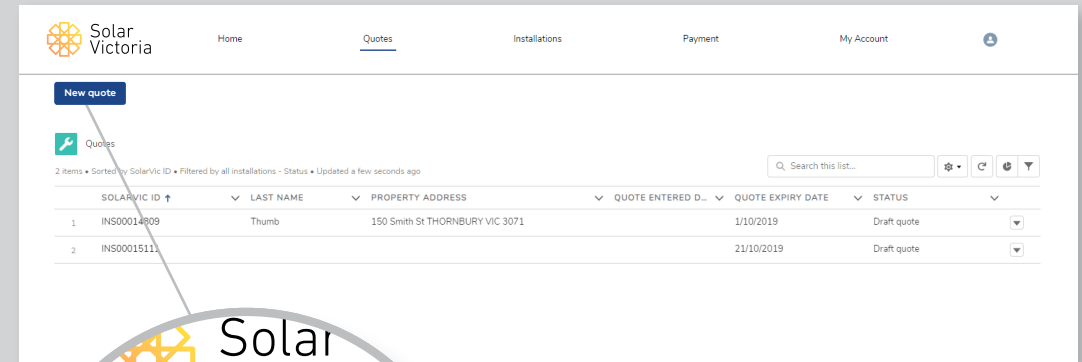 Solar
Victoria
Home
Quotes
Installations
Payment
My Account
New quote
Quotes
2 items • Sorted by SolarVic ID • Filtered by all installations - Status • Updated a few seconds ago
Search this list...
SOLARVIC ID ↑ LAST NAME PROPERTY ADDRESS QUOTE ENTERED D... QUOTE EXPIRY DATE STATUS
1 INS00014809 Thumb 150 Smith St THORNBURY VIC 3071 1/10/2019 Draft quote
2 INS00015111 21/10/2019 Draft quote
Solar